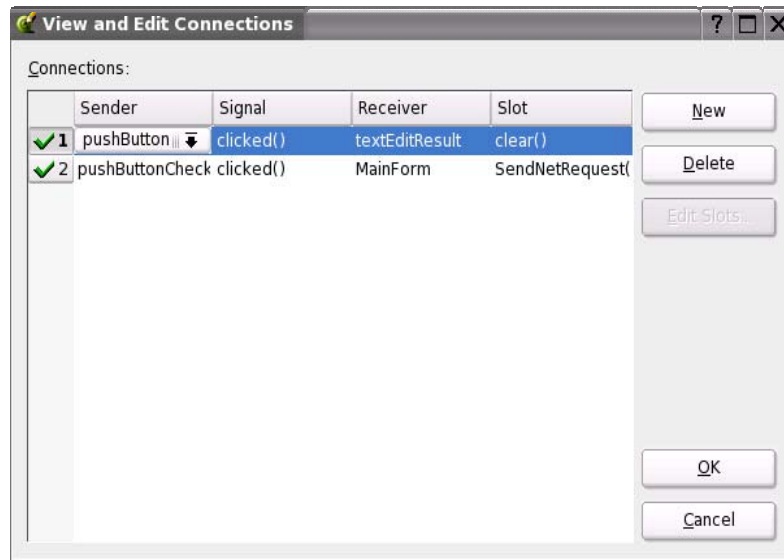 View and Edit Connections
Connections:
Sender Signal Receiver Slot
1 pushButton clicked() textEditResult clear()
2 pushButtonCheck clicked() MainForm SendNetRequest(
New
Delete
Edit Slots...
OK
Cancel